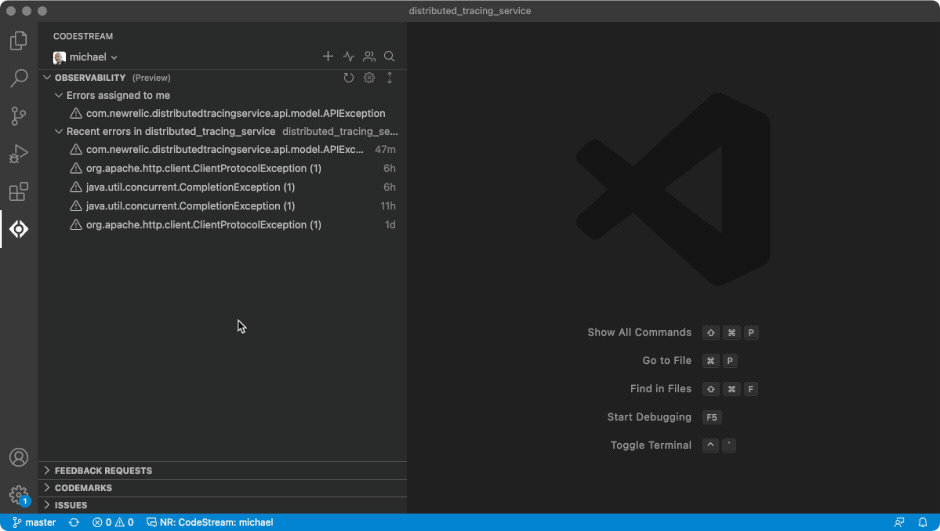 distributed_tracing_service
CODESTREAM
michael
OBSERVABILITY (Preview)
Errors assigned to me
com.newrelic.distributedtracingservice.api.model.APIException
Recent errors in distributed_tracing_service distributed_tracing_se...
com.newrelic.distributedtracingservice.api.model.APIExc... 47m
org.apache.http.client.ClientProtocolException (1) 6h
java.util.concurrent.CompletionException (1) 6h
java.util.concurrent.CompletionException (1) 11h
org.apache.http.client.ClientProtocolException (1) 1d
Show All Commands ⇧ ⌘ P
Go to File ⌘ P
Find in Files ⇧ ⌘ F
Start Debugging F5
Toggle Terminal ^ `
FEEDBACK REQUESTS
CODEMARKS
1
ISSUES
master 0 0 NR: CodeStream: michael